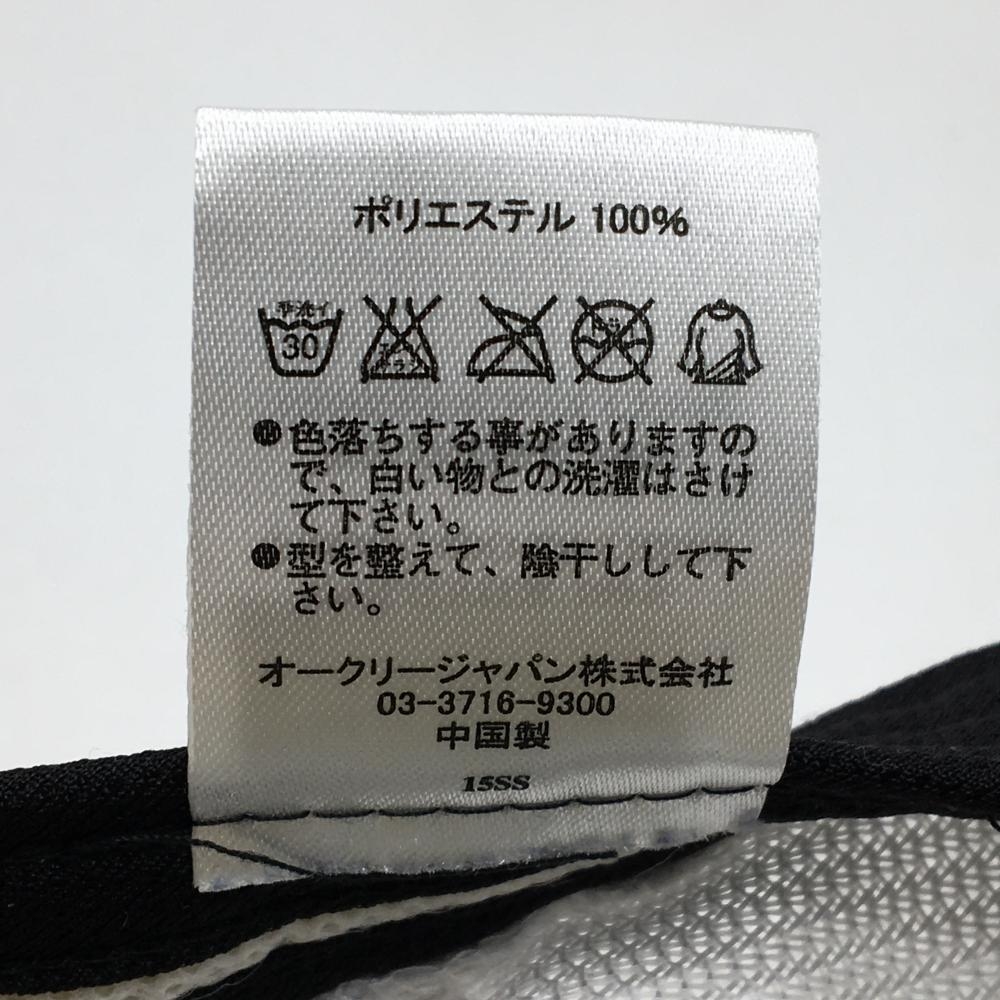 ポリエステル 100%
手洗イ
30
色落ちする事がありますの
で、白い物との洗濯はさけ
て下さい。
型を整えて、陰干しして下
さい。
オークリージャパン株式会社
03-3716-9300
中国製
15SS